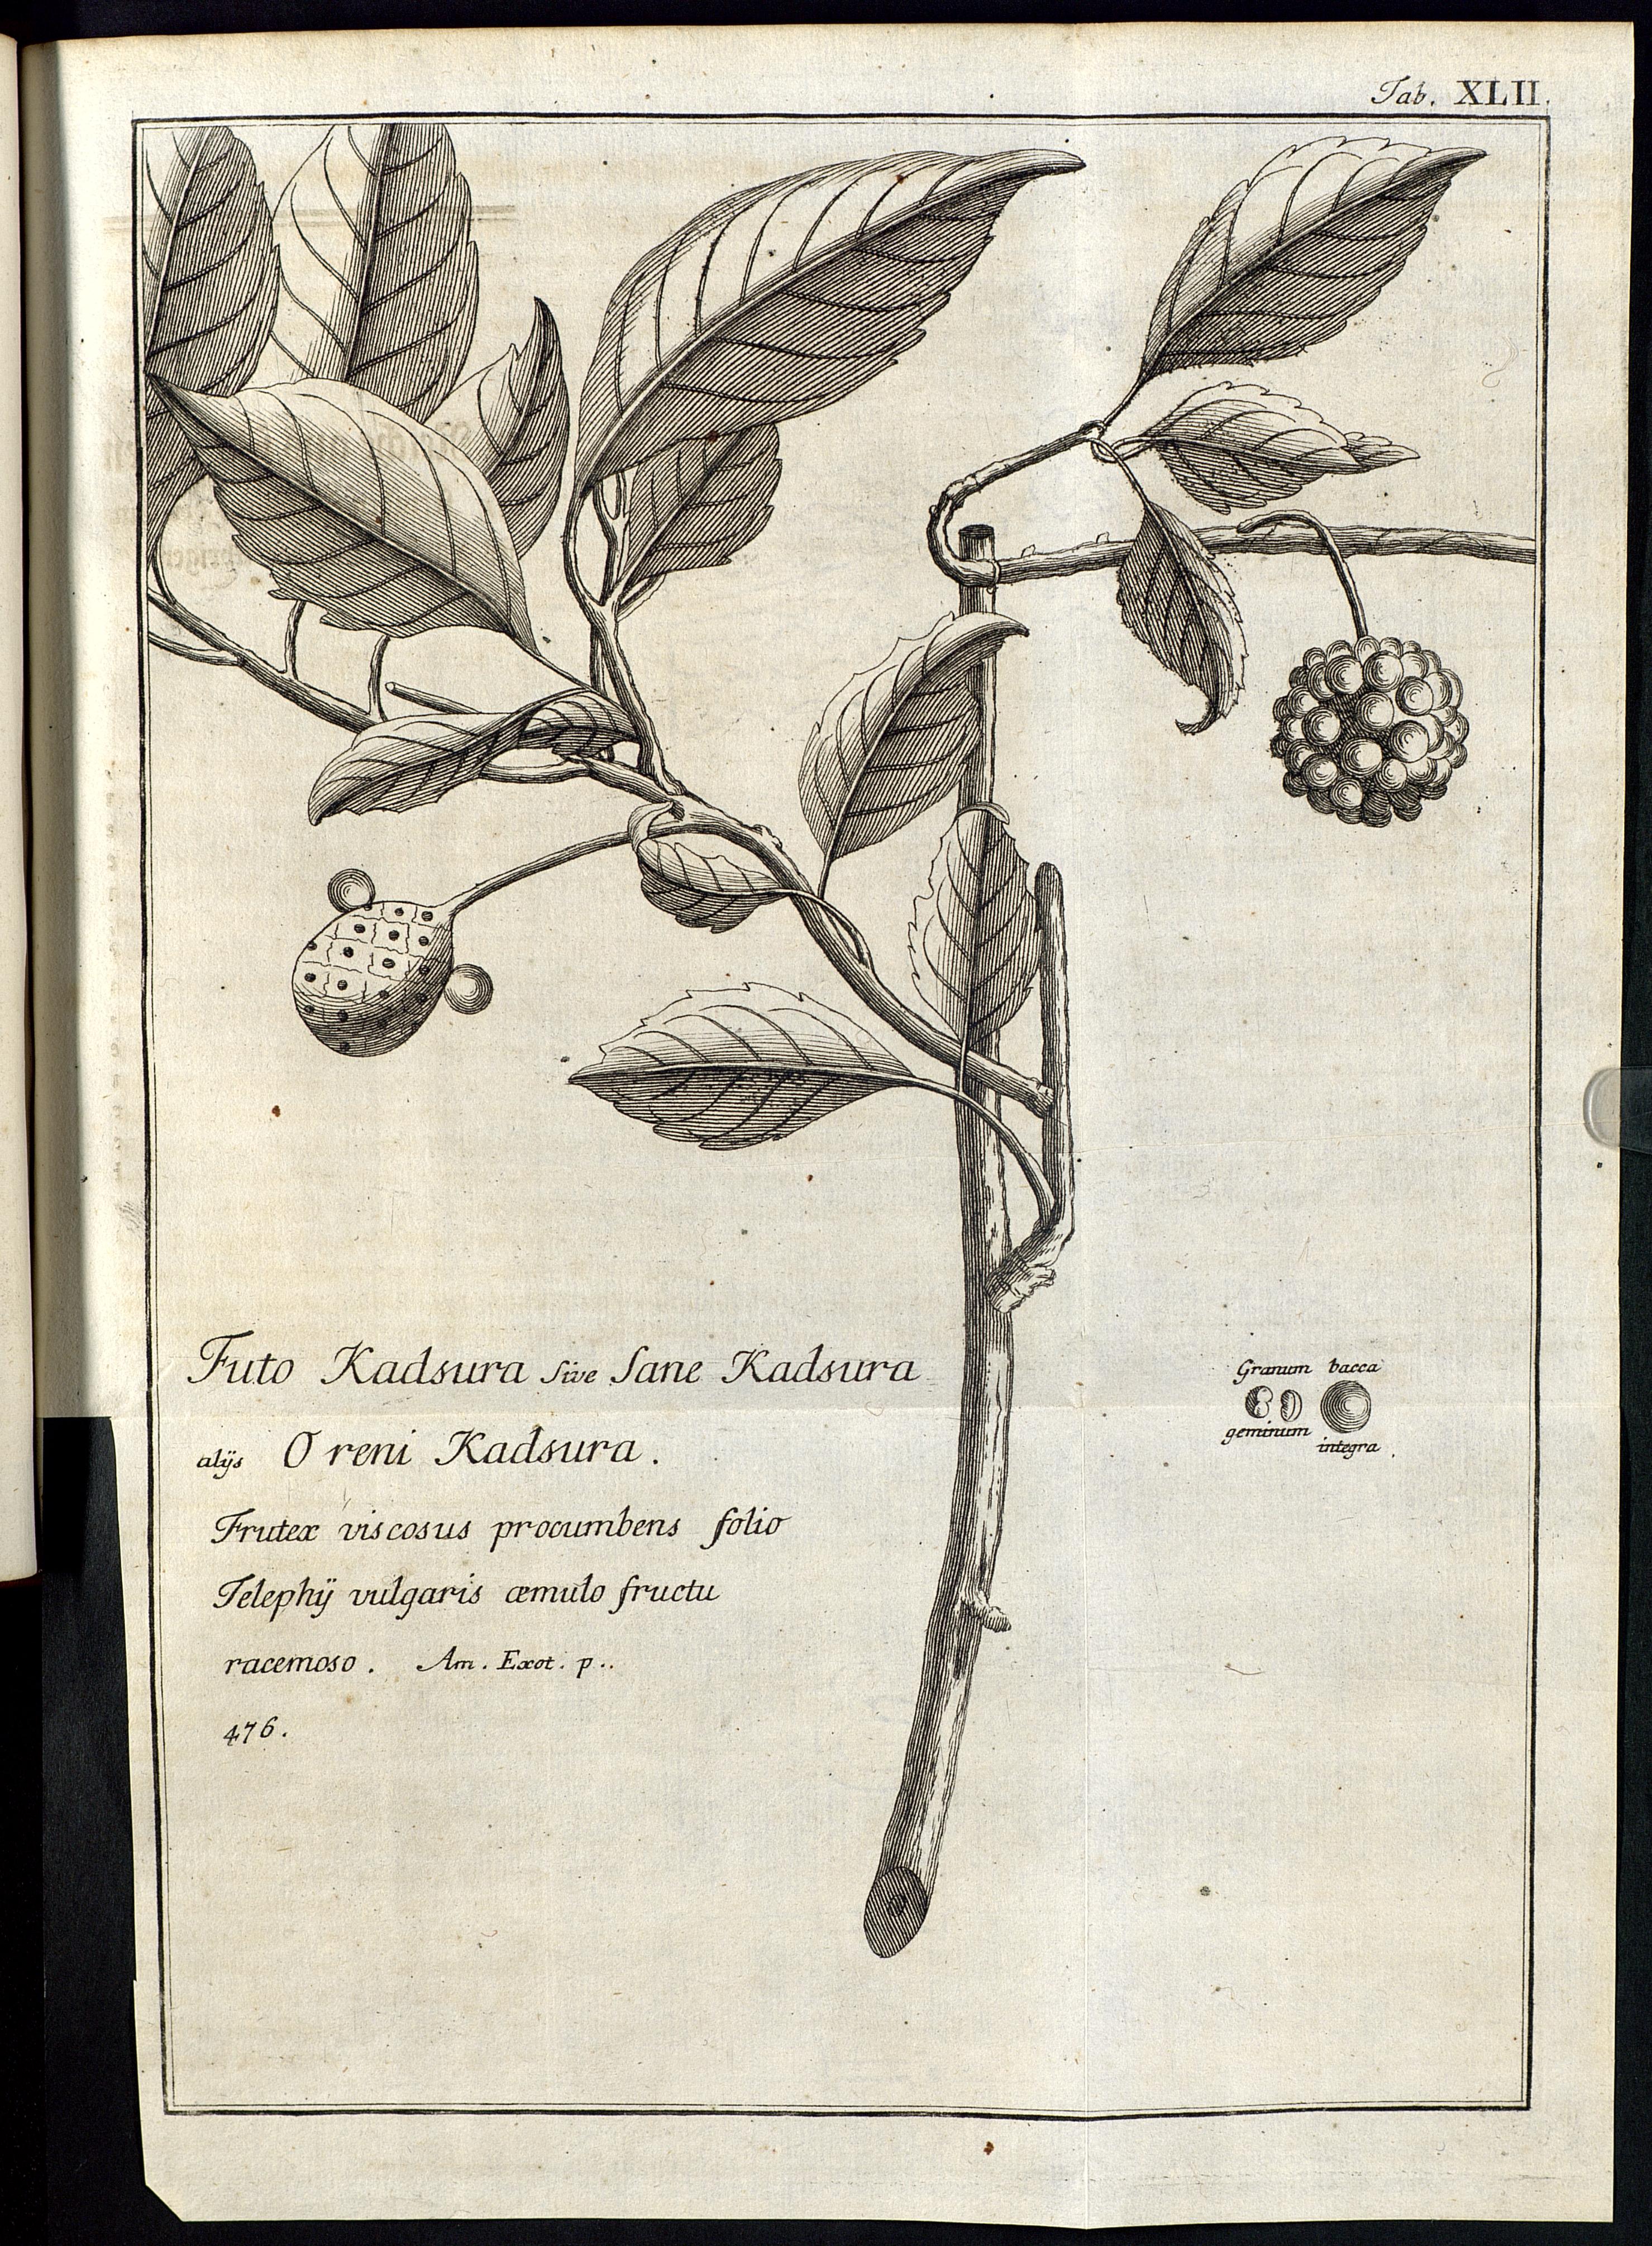 Tab. XLII.
Futo Kadsura sive Sane Kadsura
alijs O reni Kadsura.
Frutex viscosus procumbens folio
Telephij vulgaris æmulo fructu
racemoso. Am. Exot. p..
476.
Granum bacca
geminum integra.